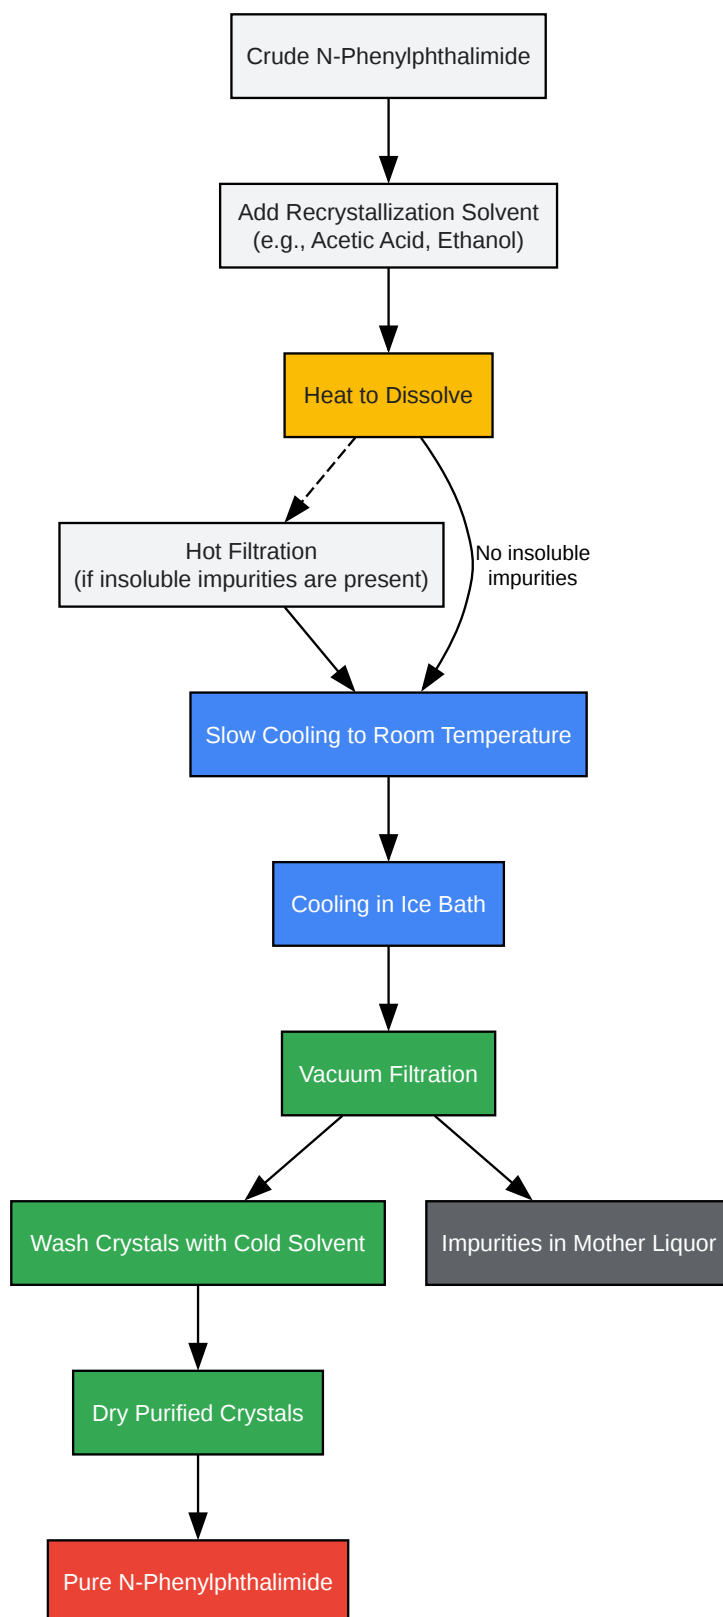 Crude N-Phenylphthalimide
Add Recrystallization Solvent
(e.g., Acetic Acid, Ethanol)
Heat to Dissolve
Hot Filtration
(if insoluble impurities are present)
No insoluble
impurities
Slow Cooling to Room Temperature
Cooling in Ice Bath
Vacuum Filtration
Wash Crystals with Cold Solvent
Impurities in Mother Liquor
Dry Purified Crystals
Pure N-Phenylphthalimide